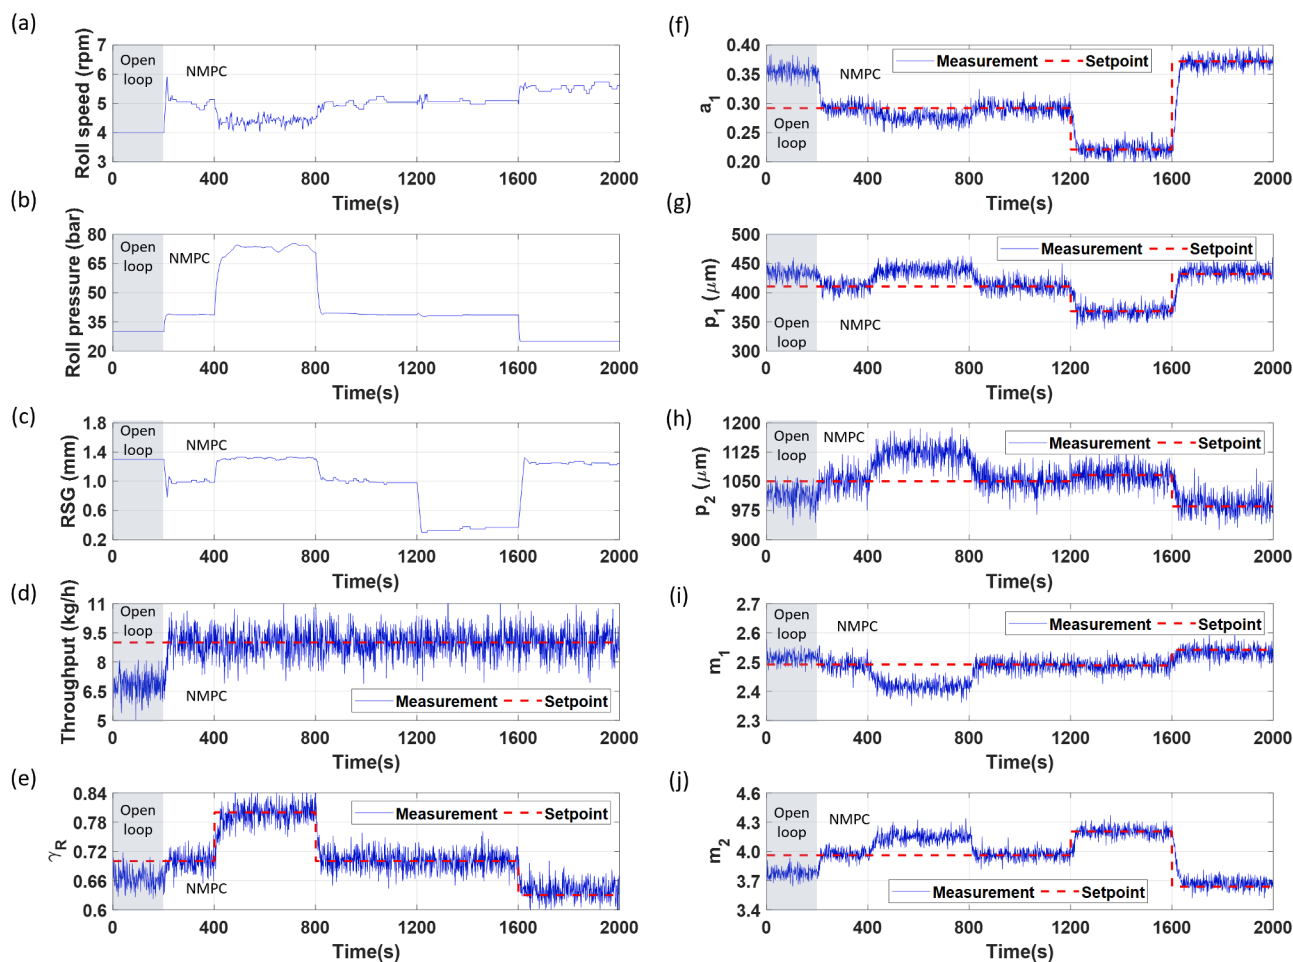 (a)
Roll speed (rpm)
7
6
5
4
3
Open
loop
NMPC
0 400 800 1200 1600 2000
Time(s)
(b)
Roll pressure (bar)
80
65
50
35
20
Open
loop
NMPC
0 400 800 1200 1600 2000
Time(s)
(c)
RSG (mm)
1.8
1.4
1.0
0.6
0.2
Open
loop
NMPC
0 400 800 1200 1600 2000
Time(s)
(d)
Throughput (kg/h)
11
9.5
8
6.5
5
Open
loop
NMPC
Measurement Setpoint
0 400 800 1200 1600 2000
Time(s)
(e)
γR
0.84
0.78
0.72
0.66
0.6
Open
loop
NMPC
Measurement Setpoint
0 400 800 1200 1600 2000
Time(s)
(f)
a1
0.40
0.35
0.30
0.25
0.20
Measurement Setpoint
NMPC
Open
loop
0 400 800 1200 1600 2000
Time(s)
(g)
p1 (μm)
500
450
400
350
300
Measurement Setpoint
Open
loop
NMPC
0 400 800 1200 1600 2000
Time(s)
(h)
p2 (μm)
1200
1125
1050
975
900
Open
loop
NMPC
Measurement Setpoint
0 400 800 1200 1600 2000
Time(s)
(i)
m1
2.7
2.6
2.5
2.4
2.3
Open
loop
NMPC
Measurement Setpoint
0 400 800 1200 1600 2000
Time(s)
(j)
m2
4.6
4.3
4.0
3.7
3.4
Open
loop
NMPC
Measurement Setpoint
0 400 800 1200 1600 2000
Time(s)